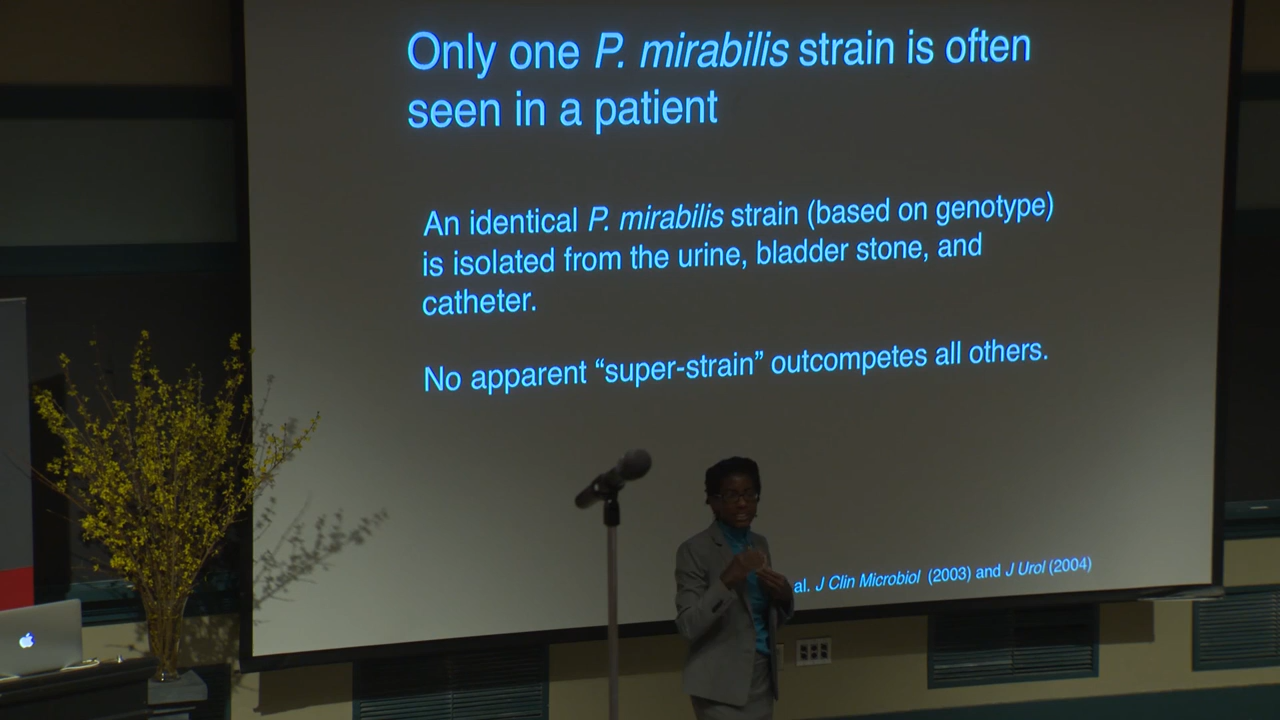 Only one P. mirabilis strain is often
seen in a patient
An identical P. mirabilis strain (based on genotype)
is isolated from the urine, bladder stone, and
catheter.
No apparent “super-strain” outcompetes all others.
al. J Clin Microbiol (2003) and J Urol (2004)